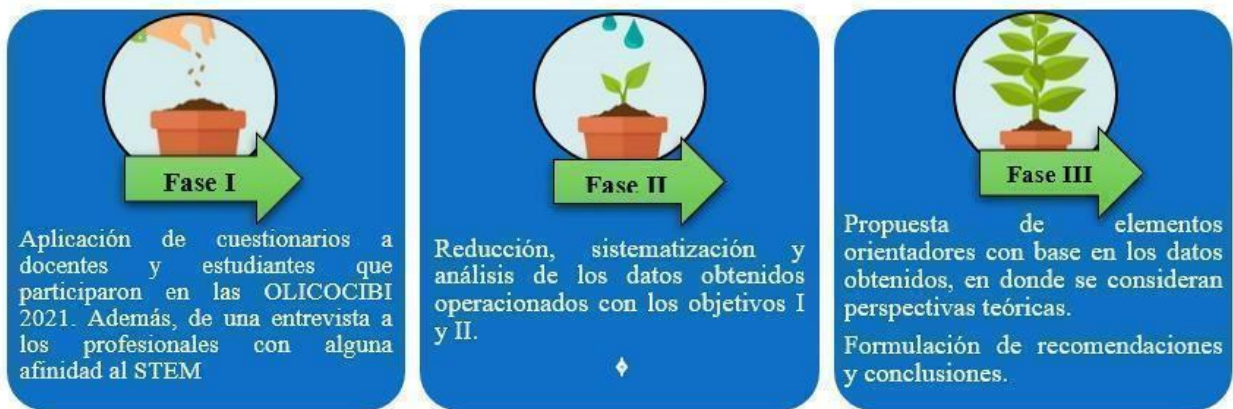 Fase I
Aplicación de cuestionarios a
docentes y estudiantes que
participaron en las OLICOCIBI
2021. Además, de una entrevista a
los profesionales con alguna
afinidad al STEM
Fase II
Reducción, sistematización y
análisis de los datos obtenidos
operacionados con los objetivos I
y II.
Fase III
Propuesta de elementos
orientadores con base en los datos
obtenidos, en donde se consideran
perspectivas teóricas.
Formulación de recomendaciones
y conclusiones.